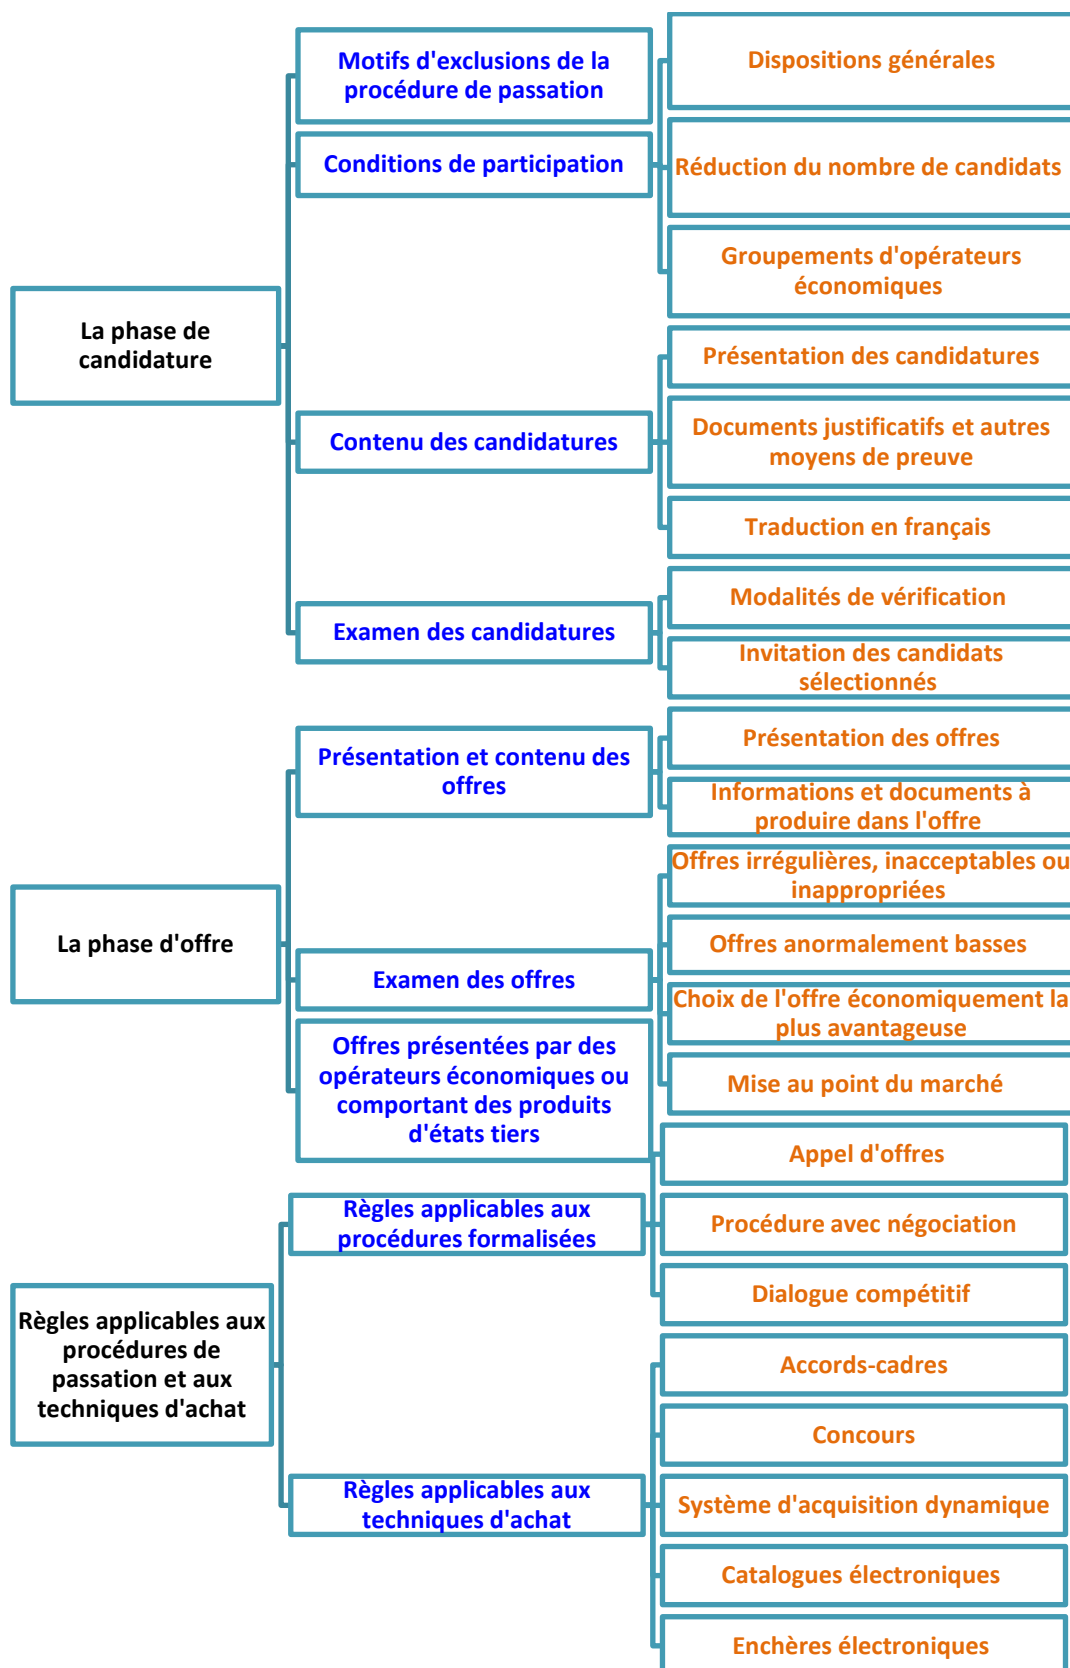 La phase de
candidature
Motifs d'exclusions de la
procédure de passation
Conditions de participation
Dispositions générales
Réduction du nombre de candidats
Groupements d'opérateurs
économiques
Contenu des candidatures
Présentation des candidatures
Documents justificatifs et autres
moyens de preuve
Traduction en français
Examen des candidatures
Modalités de vérification
Invitation des candidats
sélectionnés
La phase d'offre
Présentation et contenu des
offres
Présentation des offres
Informations et documents à
produire dans l'offre
Examen des offres
Offres irrégulières, inacceptables ou
inappropriées
Offres anormalement basses
Choix de l'offre économiquement la
plus avantageuse
Mise au point du marché
Offres présentées par des
opérateurs économiques ou
comportant des produits
d'états tiers
Règles applicables aux
procédures de
passation et aux
techniques d'achat
Règles applicables aux
procédures formalisées
Appel d'offres
Procédure avec négociation
Dialogue compétitif
Règles applicables aux
techniques d'achat
Accords-cadres
Concours
Système d'acquisition dynamique
Catalogues électroniques
Enchères électroniques